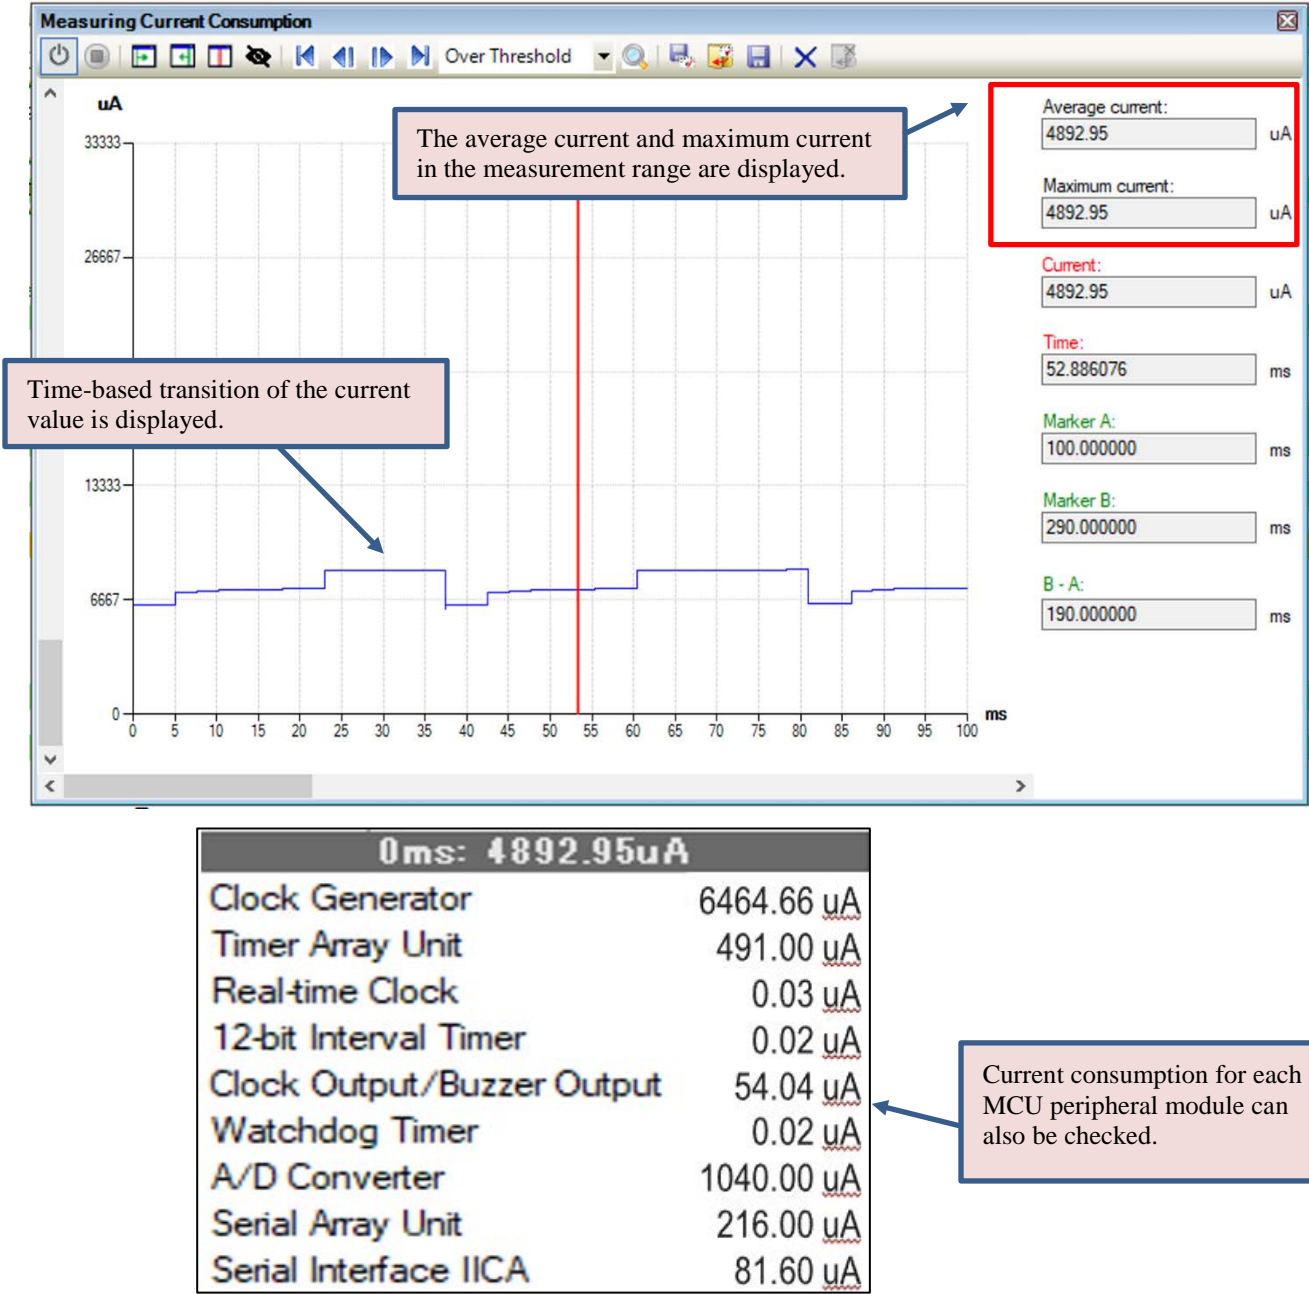 Measuring Current Consumption
Over Threshold
uA
33333
26667
13333
6667
0
0 5 10 15 20 25 30 35 40 45 50 55 60 65 70 75 80 85 90 95 100
ms
The average current and maximum current
in the measurement range are displayed.
Time-based transition of the current
value is displayed.
Average current:
4892.95 uA
Maximum current:
4892.95 uA
Current:
4892.95 uA
Time:
52.886076 ms
Marker A:
100.000000 ms
Marker B:
290.000000 ms
B - A:
190.000000 ms
0ms: 4892.95uA
Clock Generator 6464.66 uA
Timer Array Unit 491.00 uA
Real-time Clock 0.03 uA
12-bit Interval Timer 0.02 uA
Clock Output/Buzzer Output 54.04 uA
Watchdog Timer 0.02 uA
A/D Converter 1040.00 uA
Serial Array Unit 216.00 uA
Serial Interface IICA 81.60 uA
Current consumption for each
MCU peripheral module can
also be checked.